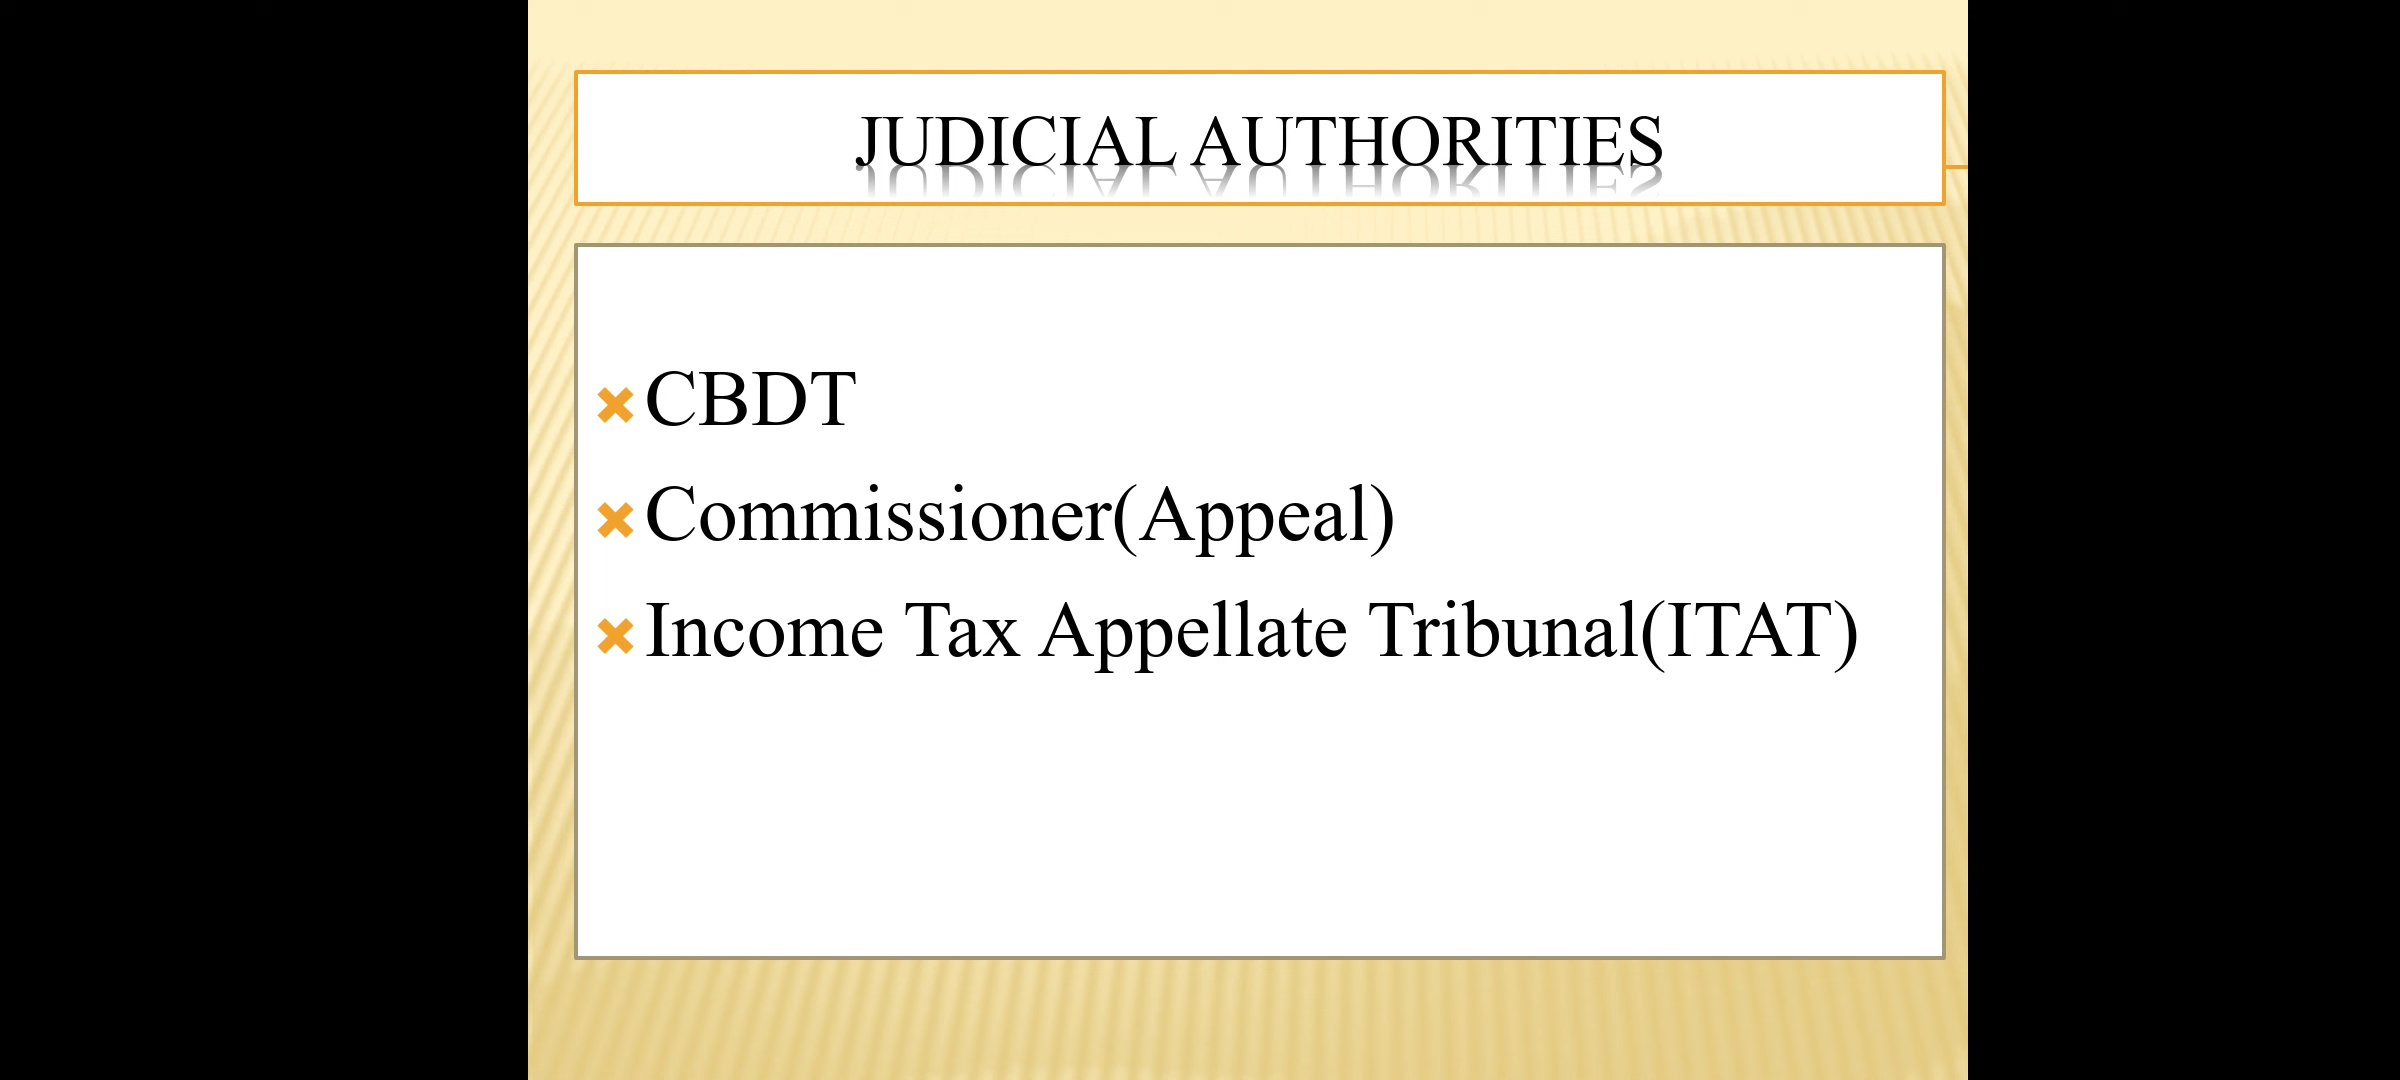 JUDICIAL AUTHORITIES
CBDT
Commissioner(Appeal)
Income Tax Appellate Tribunal(ITAT)